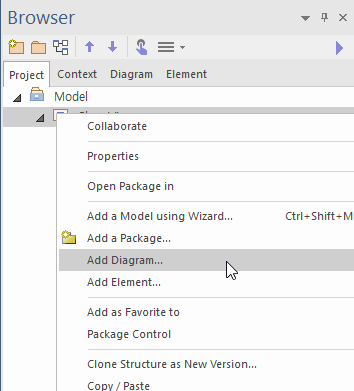 Browser
Project Context Diagram Element
Model
Collaborate
Properties
Open Package in
Add a Model using Wizard... Ctrl+Shift+M
Add a Package...
Add Diagram...
Add Element...
Add as Favorite to
Package Control
Clone Structure as New Version...
Copy / Paste